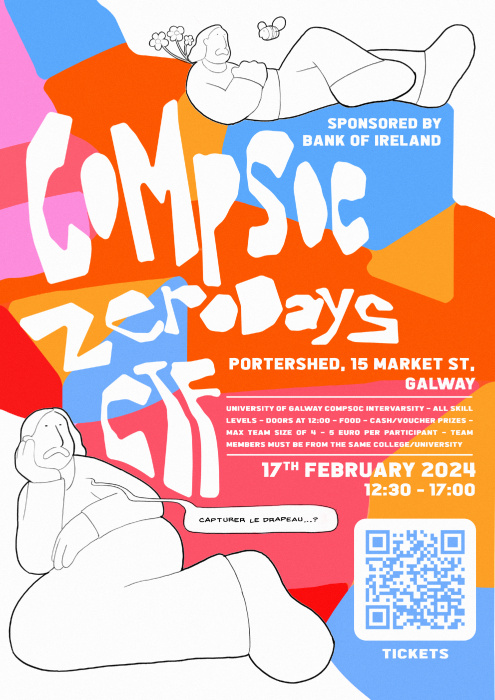 SPONSORED BY
BANK OF IRELAND
CompSoc
ZeroDays
CTF
PORTERSHED, 15 MARKET ST,
GALWAY
UNIVERSITY OF GALWAY COMPSOC INTERVARSITY - ALL SKILL
LEVELS - DOORS AT 12:00 - FOOD - CASH/VOUCHER PRIZES -
MAX TEAM SIZE OF 4 - 5 EURO PER PARTICIPANT - TEAM
MEMBERS MUST BE FROM THE SAME COLLEGE/UNIVERSITY
17TH FEBRUARY 2024
12:30 - 17:00
CAPTURER LE DRAPEAU...?
TICKETS